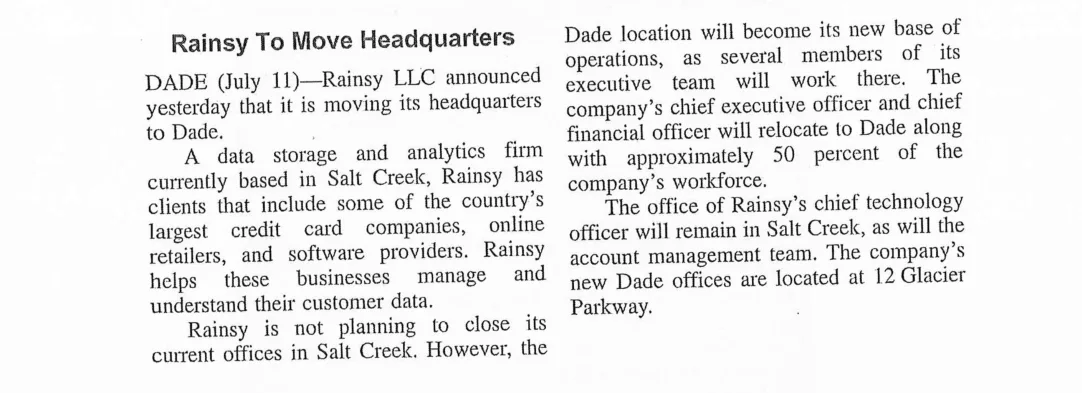 Rainsy To Move Headquarters
DADE (July 11)—Rainsy LLC announced
yesterday that it is moving its headquarters
to Dade.
A data storage and analytics firm
currently based in Salt Creek, Rainsy has
clients that include some of the country's
largest credit card companies, online
retailers, and software providers. Rainsy
helps these businesses manage and
understand their customer data.
Rainsy is not planning to close its
current offices in Salt Creek. However, the
Dade location will become its new base of
operations, as several members of its
executive team will work there. The
company's chief executive officer and chief
financial officer will relocate to Dade along
with approximately 50 percent of the
company's workforce.
The office of Rainsy's chief technology
officer will remain in Salt Creek, as will the
account management team. The company's
new Dade offices are located at 12 Glacier
Parkway.